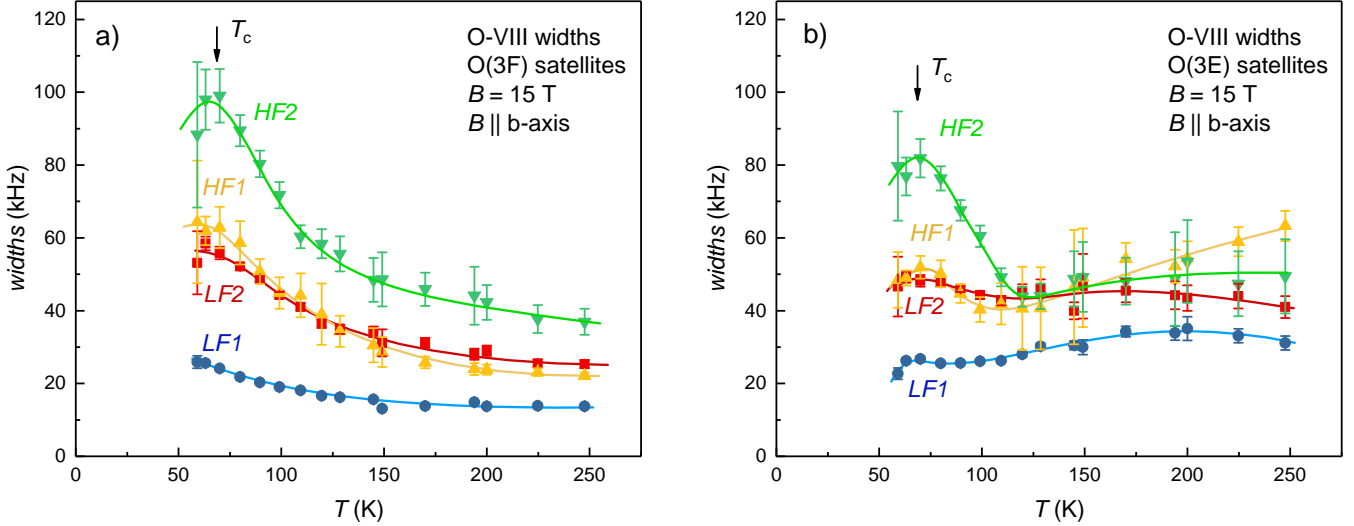 a)
T_c
O-VIII widths
O(3F) satellites
B = 15 T
B || b-axis
HF2
HF1
LF2
LF1
widths (kHz)
120
100
80
60
40
20
0
0 50 100 150 200 250
T (K)
b)
T_c
O-VIII widths
O(3E) satellites
B = 15 T
B || b-axis
HF2
HF1
LF2
LF1
widths (kHz)
120
100
80
60
40
20
0
0 50 100 150 200 250
T (K)